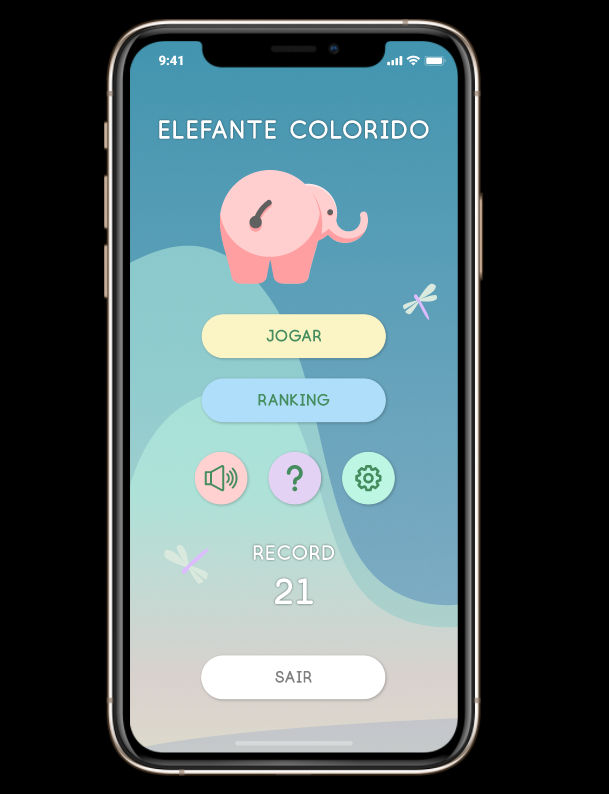 9:41
ELEFANTE COLORIDO
JOGAR
RANKING
?
RECORD
21
SAIR